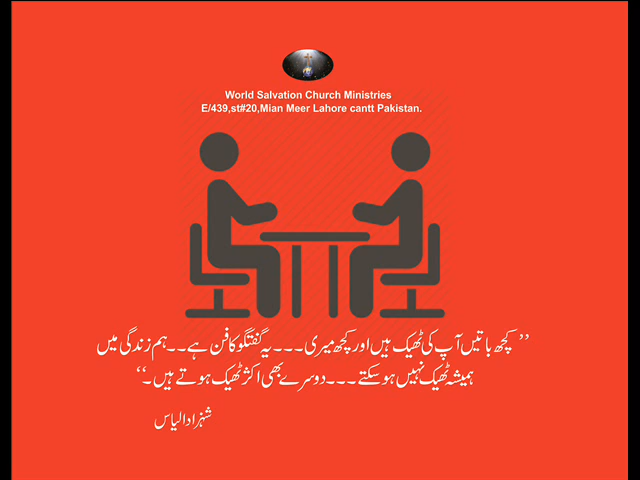 World Salvation Church Ministries
E/439,st#20,Mian Meer Lahore cantt Pakistan.
’’ کچھ باتیں آپ کی ٹھیک ہیں اور کچھ میری ۔۔۔ یہ گفتگو کا فن ہے ۔۔ ہم زندگی میں
ہمیشہ ٹھیک نہیں ہو سکتے ۔۔۔ دوسرے بھی اکثر ٹھیک ہوتے ہیں ۔‘‘
شہزاد الیاس